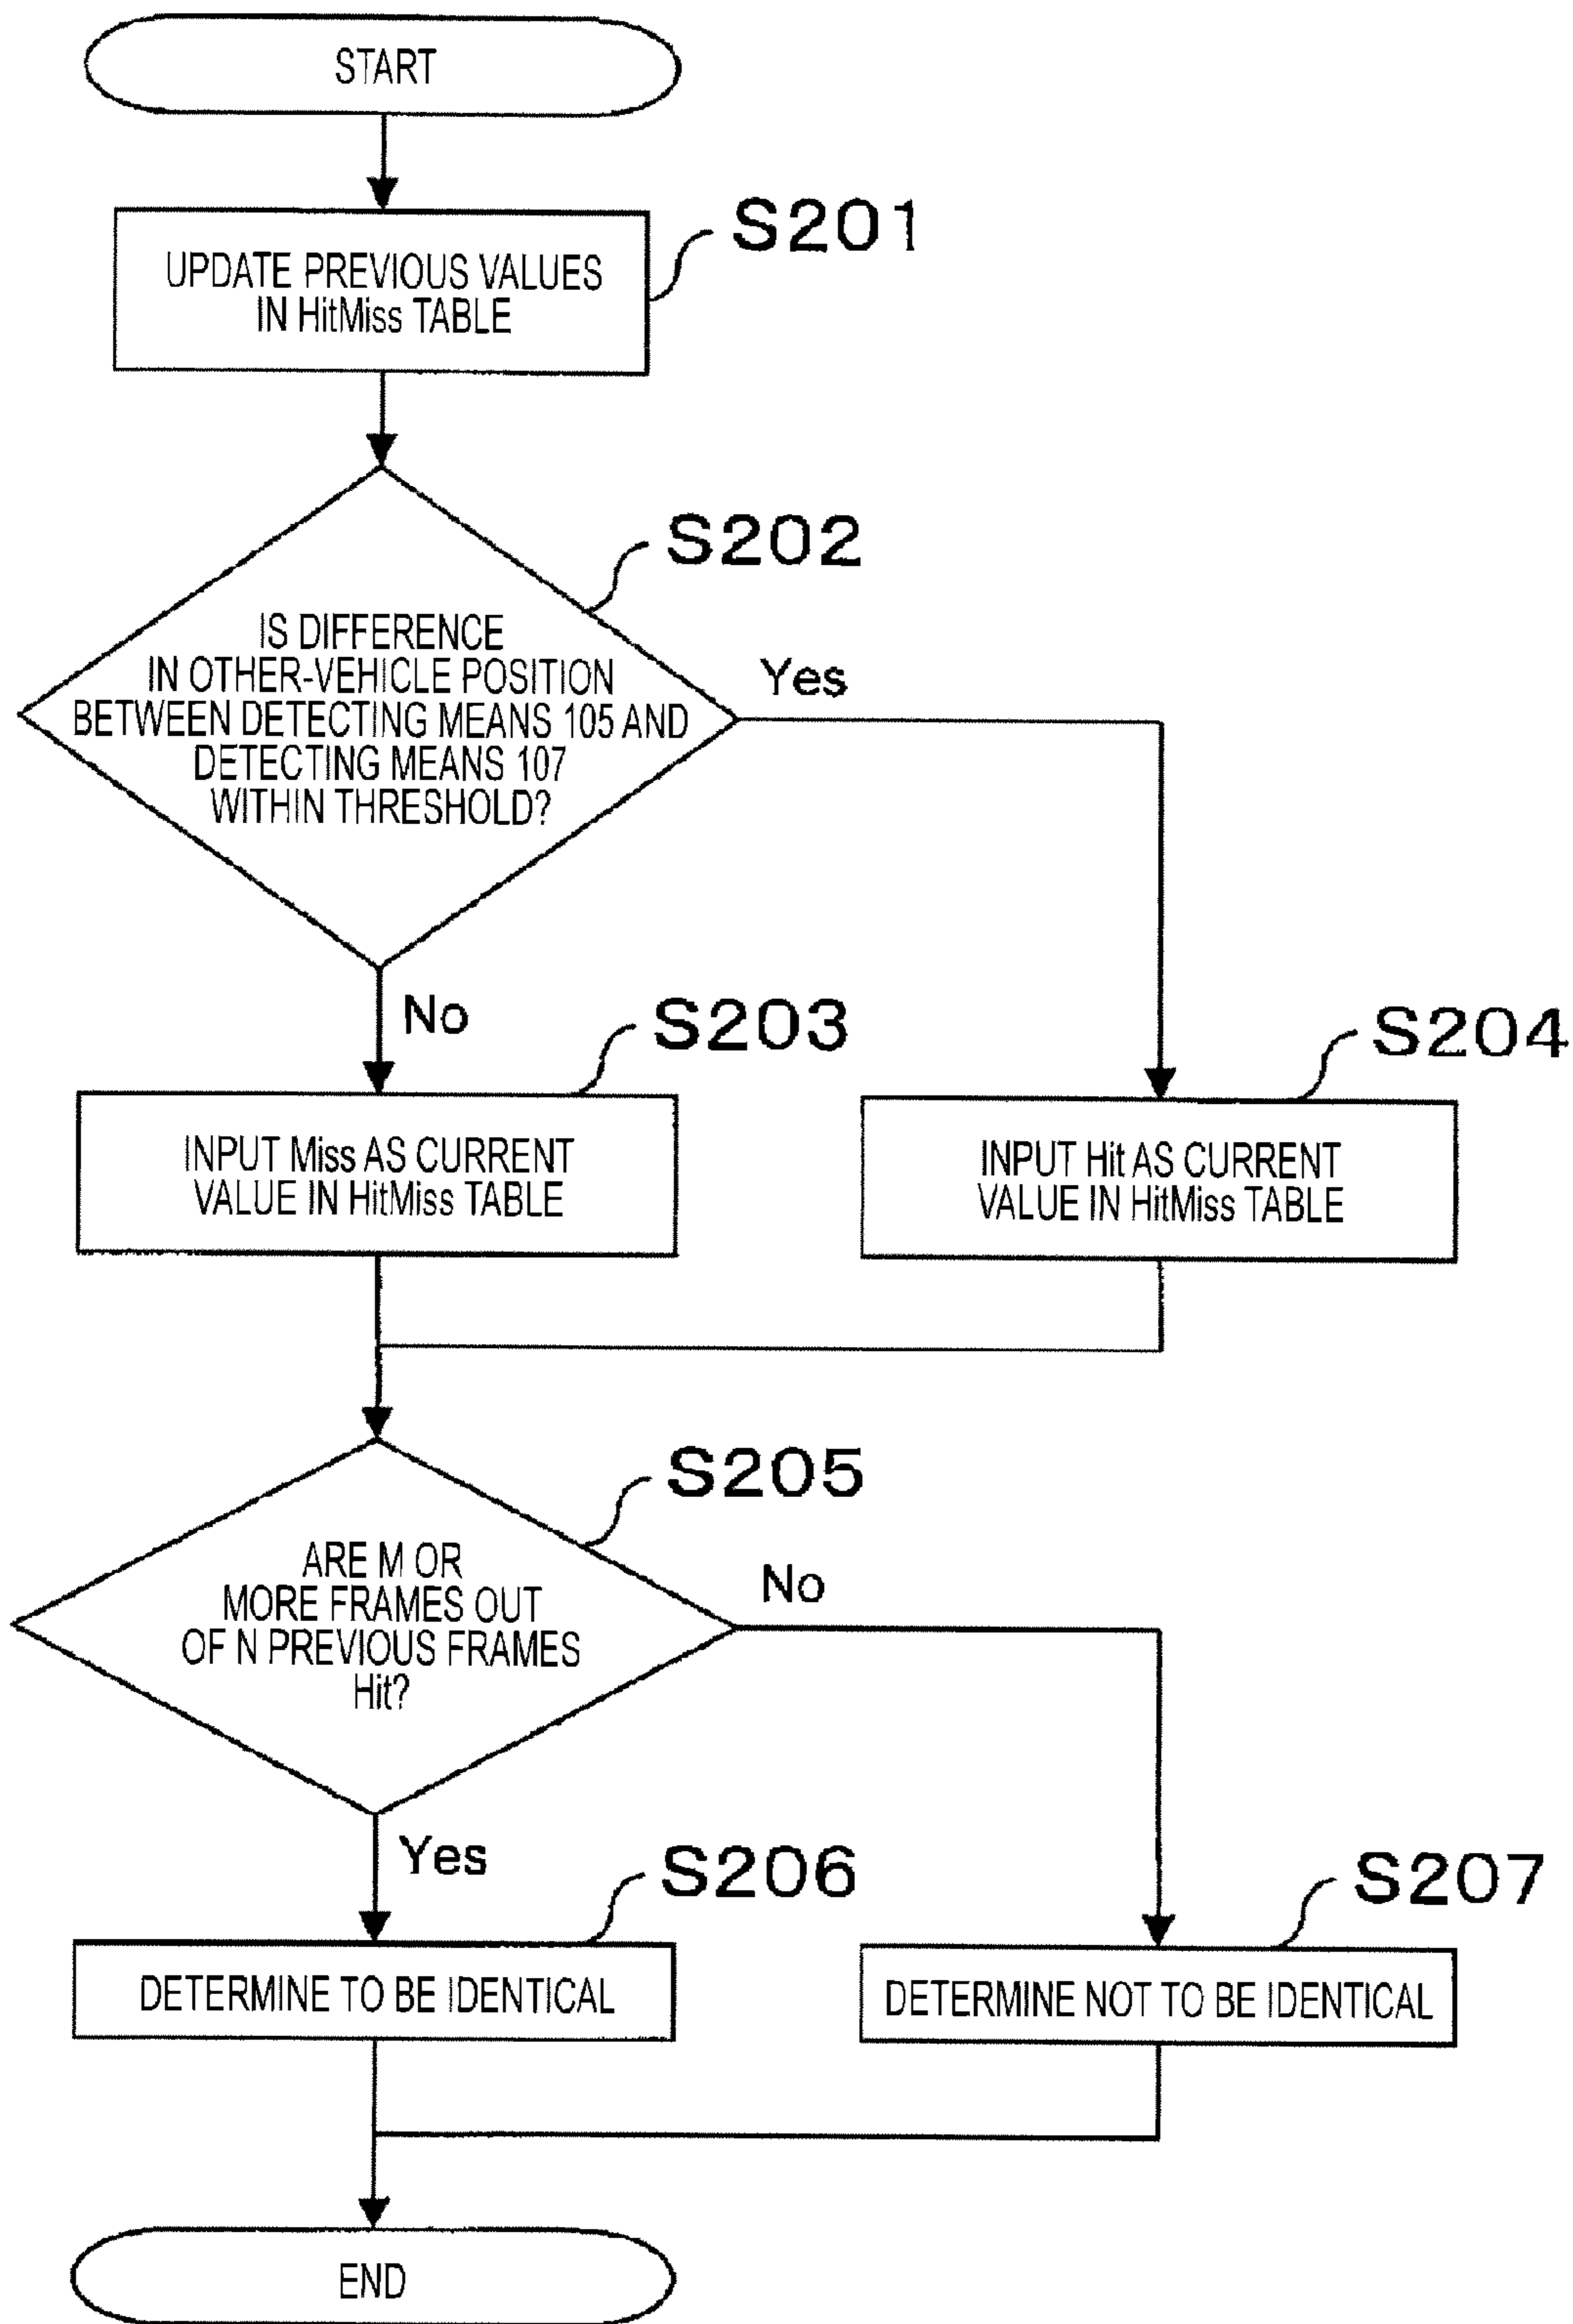 START
S201
UPDATE PREVIOUS VALUES
IN HitMiss TABLE
S202
IS DIFFERENCE
IN OTHER-VEHICLE POSITION
BETWEEN DETECTING MEANS 105 AND
DETECTING MEANS 107
WITHIN THRESHOLD?
Yes
No
S203
S204
INPUT Miss AS CURRENT
VALUE IN HitMiss TABLE
INPUT Hit AS CURRENT
VALUE IN HitMiss TABLE
S205
ARE M OR
MORE FRAMES OUT
OF N PREVIOUS FRAMES
Hit?
No
Yes
S206
S207
DETERMINE TO BE IDENTICAL
DETERMINE NOT TO BE IDENTICAL
END